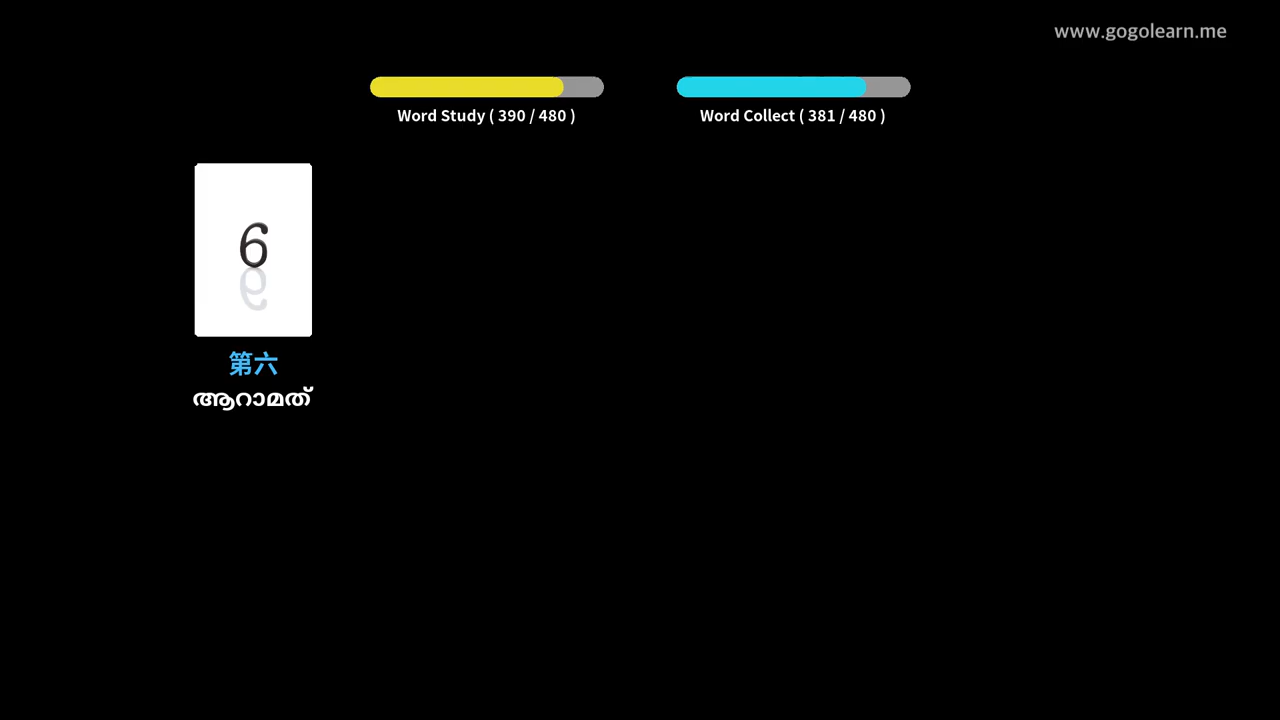 www.gogolearn.me
Word Study ( 390 / 480 )
Word Collect ( 381 / 480 )
6
第六
ആറാമത്